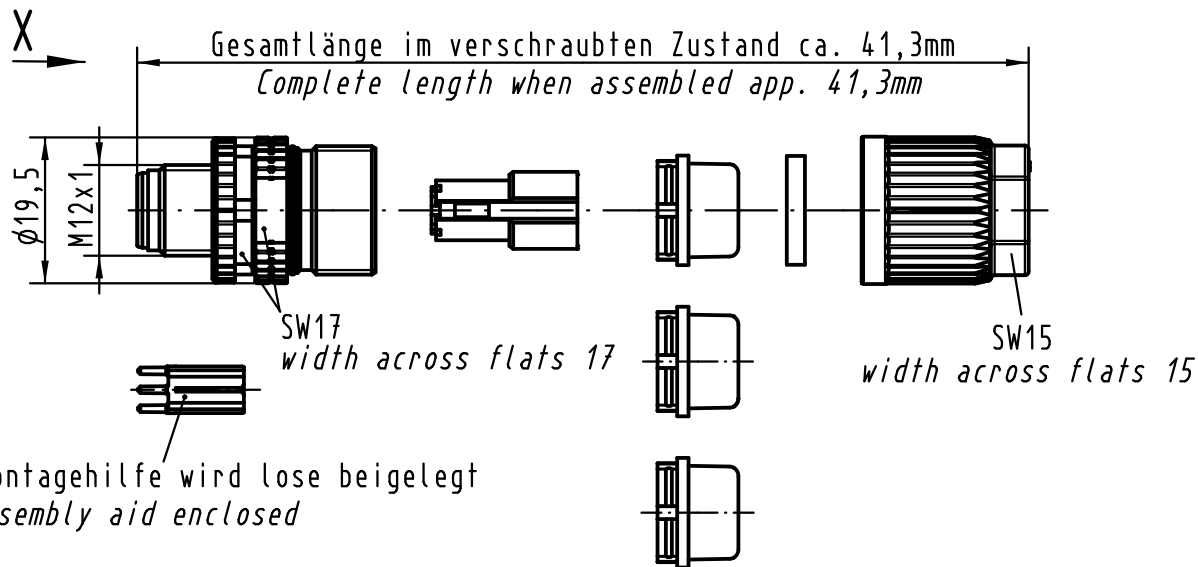 X
Gesamtlänge im verschraubten Zustand ca. 41,3mm
Complete length when assembled app. 41,3mm
ϕ19,5
M12x1
SW17
width across flats 17
SW15
width across flats 15
ontagehilfe wird lose beigelegt
sembly aid enclosed